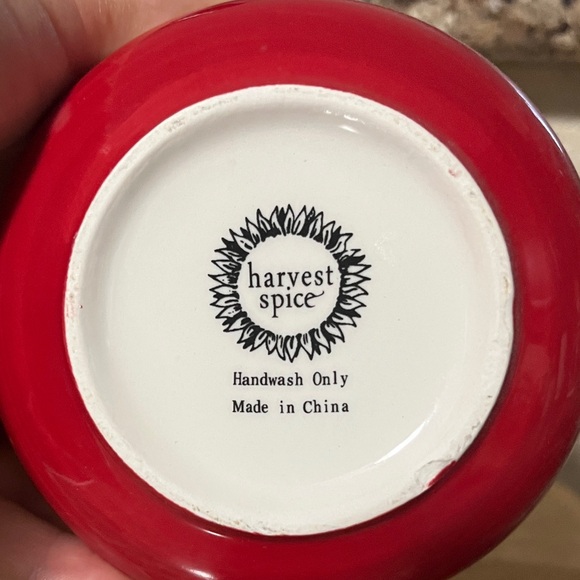 harvest
spice
Handwash Only
Made in China